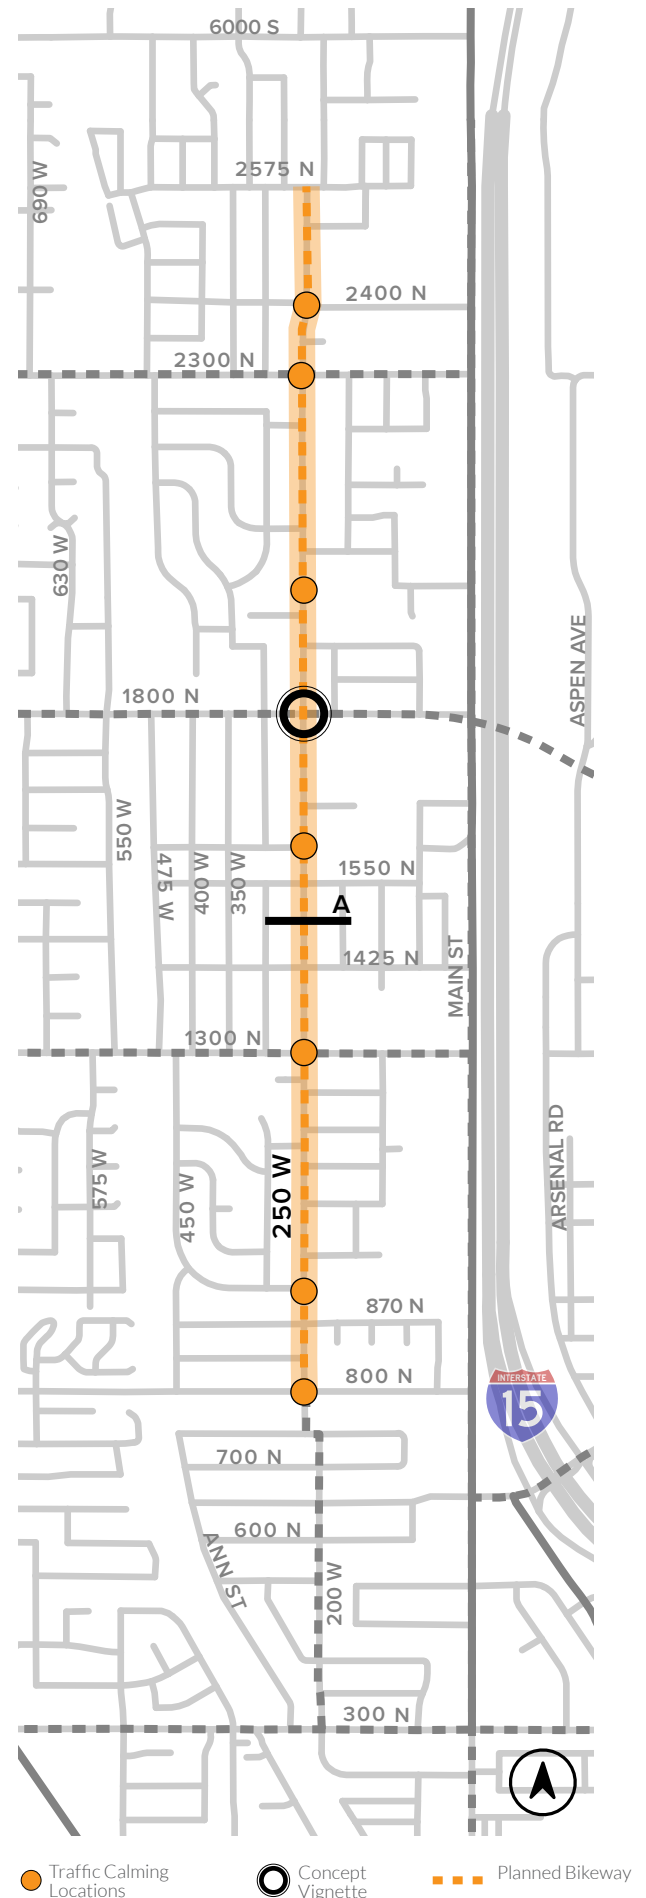 6000 S
2575 N
690 W
2400 N
2300 N
630 W
ASPEN AVE
1800 N
550 W
475 W
400 W
350 W
1550 N
A
1425 N
MAIN ST
1300 N
575 W
450 W
250 W
ARSENAL RD
870 N
800 N
INTERSTATE
15
700 N
600 N
ANN ST
200 W
300 N
Traffic Calming
Locations
Concept
Vignette
Planned Bikeway